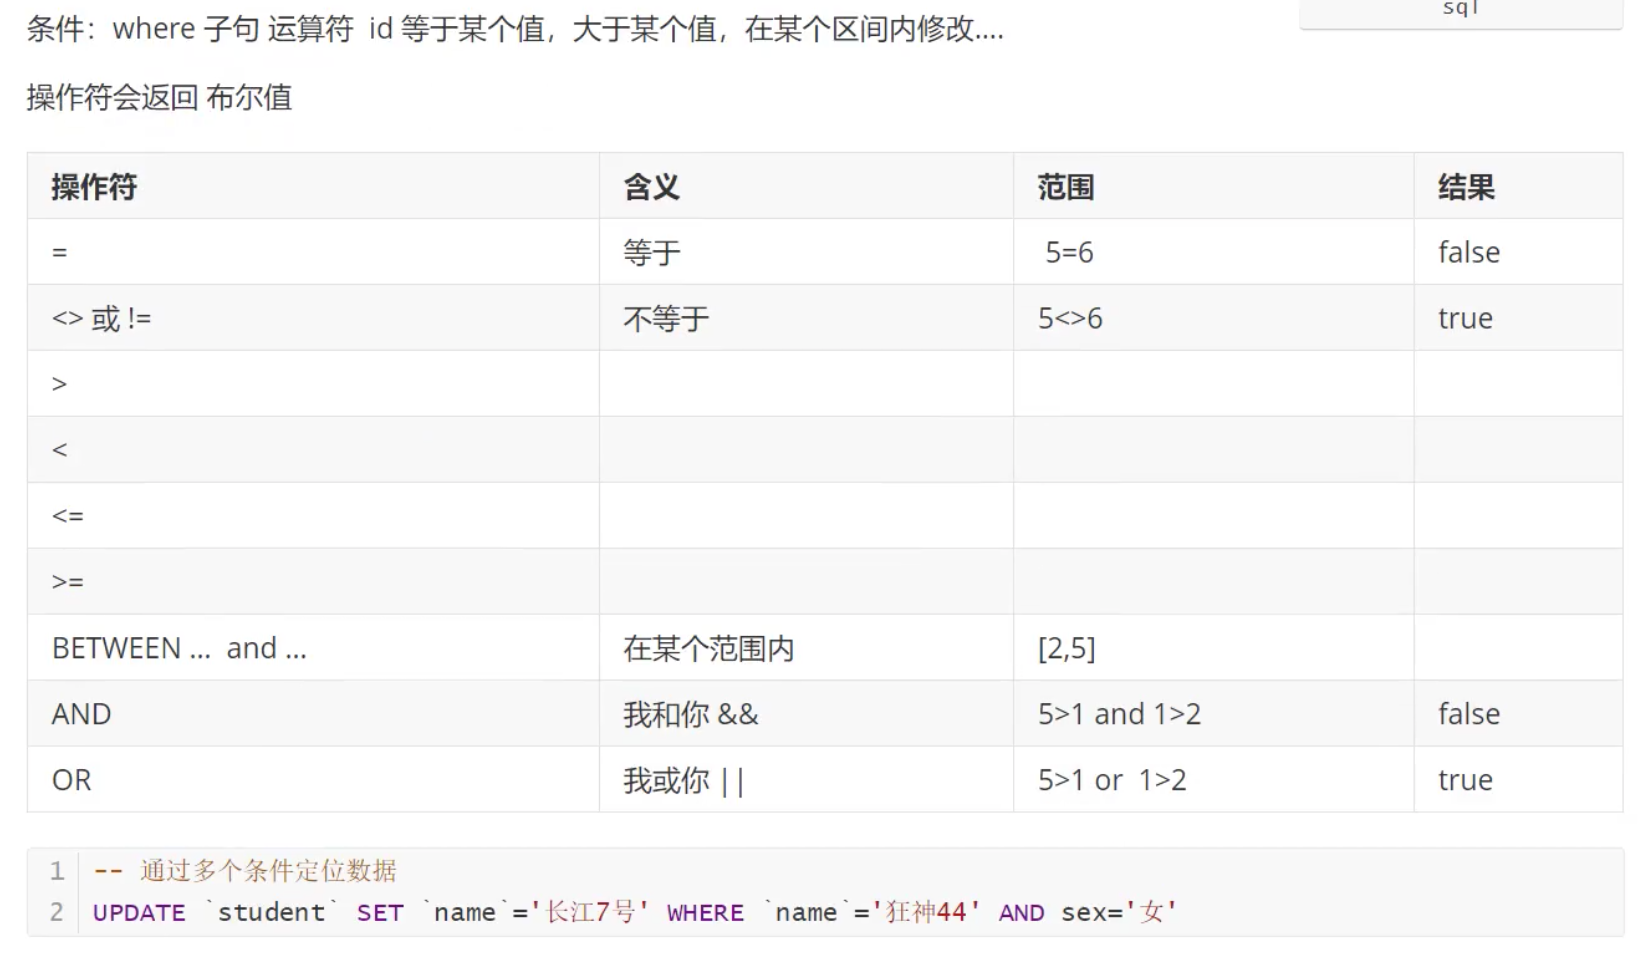 sql
条件：where 子句 运算符 id 等于某个值，大于某个值，在某个区间内修改....
操作符会返回 布尔值
操作符 含义 范围 结果
= 等于 5=6 false
<> 或 != 不等于 5<>6 true
>
<
<=
>=
BETWEEN ... and ... 在某个范围内 [2,5]
AND 我和你 && 5>1 and 1>2 false
OR 我或你 || 5>1 or 1>2 true
1 -- 通过多个条件定位数据
2 UPDATE `student` SET `name`='长江7号' WHERE `name`='狂神44' AND sex='女'